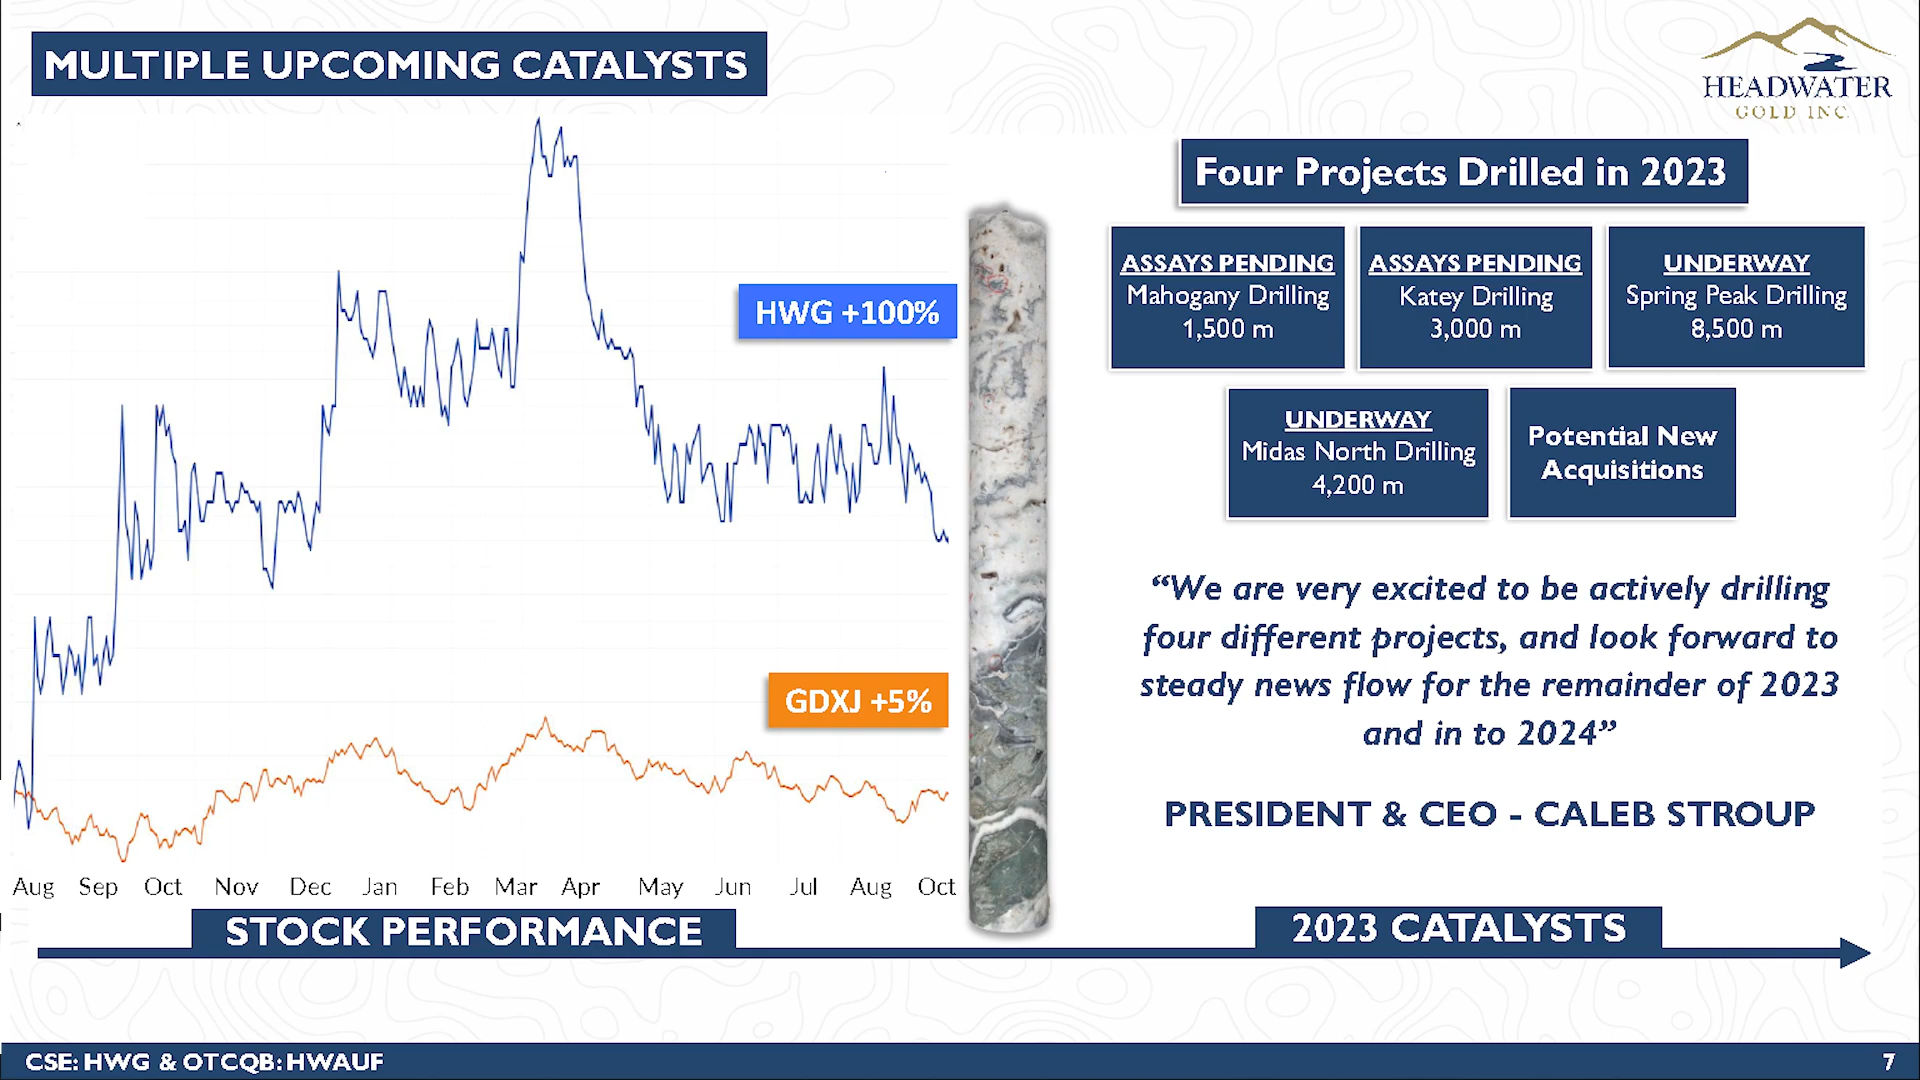 MULTIPLE UPCOMING CATALYSTS
HEADWATER
GOLD INC.
HWG +100%
GDXJ +5%
Aug Sep Oct Nov Dec Jan Feb Mar Apr May Jun Jul Aug Oct
STOCK PERFORMANCE
Four Projects Drilled in 2023
ASSAYS PENDING
Mahogany Drilling
1,500 m
ASSAYS PENDING
Katey Drilling
3,000 m
UNDERWAY
Spring Peak Drilling
8,500 m
UNDERWAY
Midas North Drilling
4,200 m
Potential New
Acquisitions
“We are very excited to be actively drilling
four different projects, and look forward to
steady news flow for the remainder of 2023
and in to 2024”
PRESIDENT & CEO - CALEB STROUP
2023 CATALYSTS
CSE: HWG & OTCQB: HWAUF
7